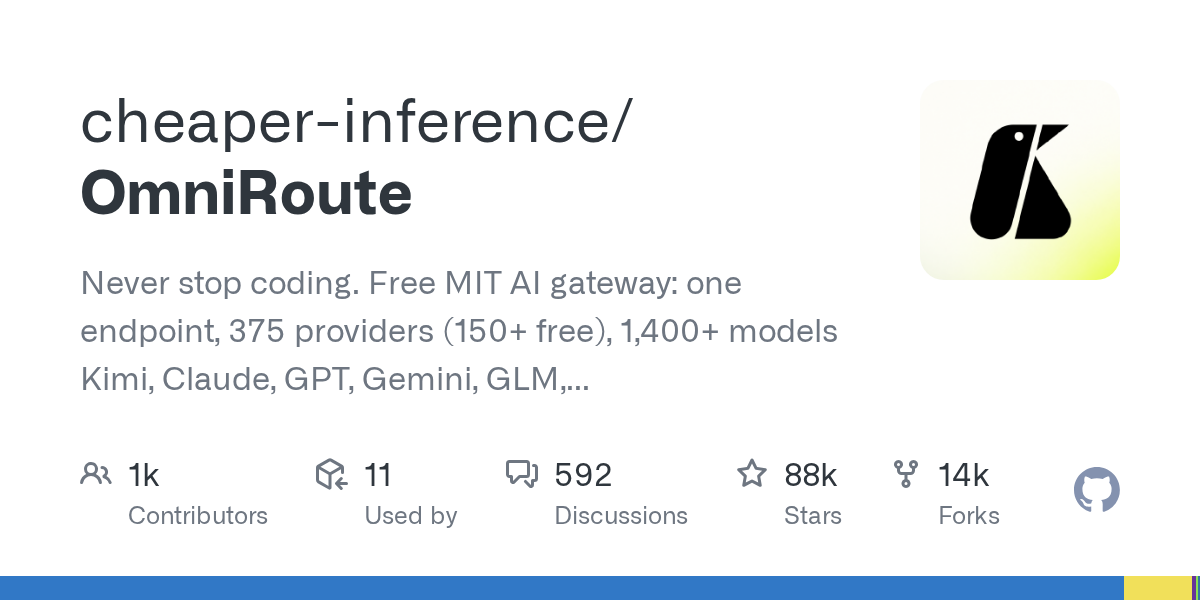 cheaper-inference/
OmniRoute
Never stop coding. Free MIT AI gateway: one
endpoint, 375 providers (150+ free), 1,400+ models
Kimi, Claude, GPT, Gemini, GLM,...
1k
Contributors
11
Used by
592
Discussions
88k
Stars
14k
Forks